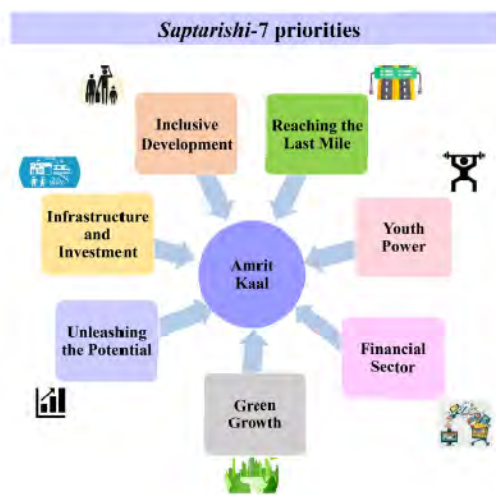 Saptarishi-7 priorities
Inclusive
Development
Reaching the
Last Mile
Infrastructure and
Investment
Youth
Power
Amrit
Kaal
Unleashing
the Potential
Financial
Sector
Green
Growth